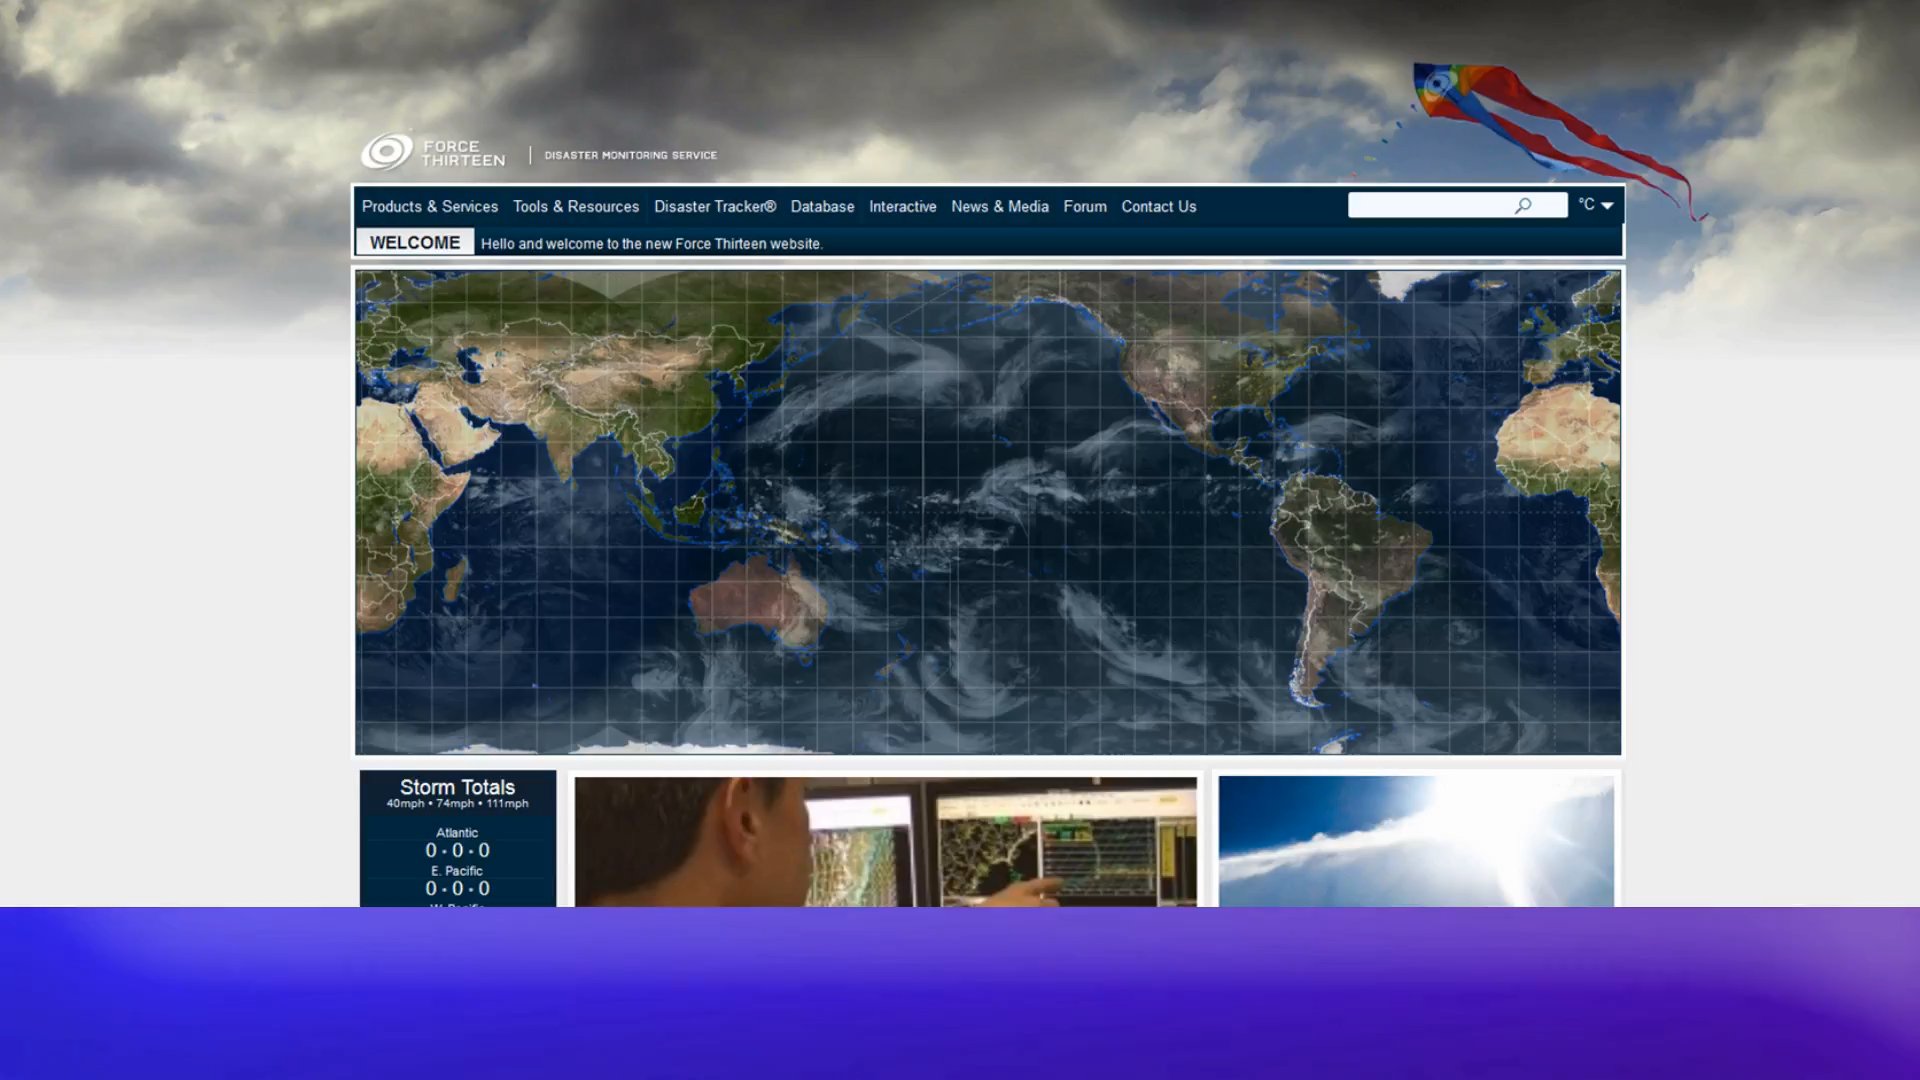 FORCE
THIRTEEN
DISASTER MONITORING SERVICE
Products & Services Tools & Resources Disaster Tracker® Database Interactive News & Media Forum Contact Us °C
WELCOME Hello and welcome to the new Force Thirteen website.
Storm Totals
40mph • 74mph • 111mph
Atlantic
0 - 0 - 0
E. Pacific
0 - 0 - 0